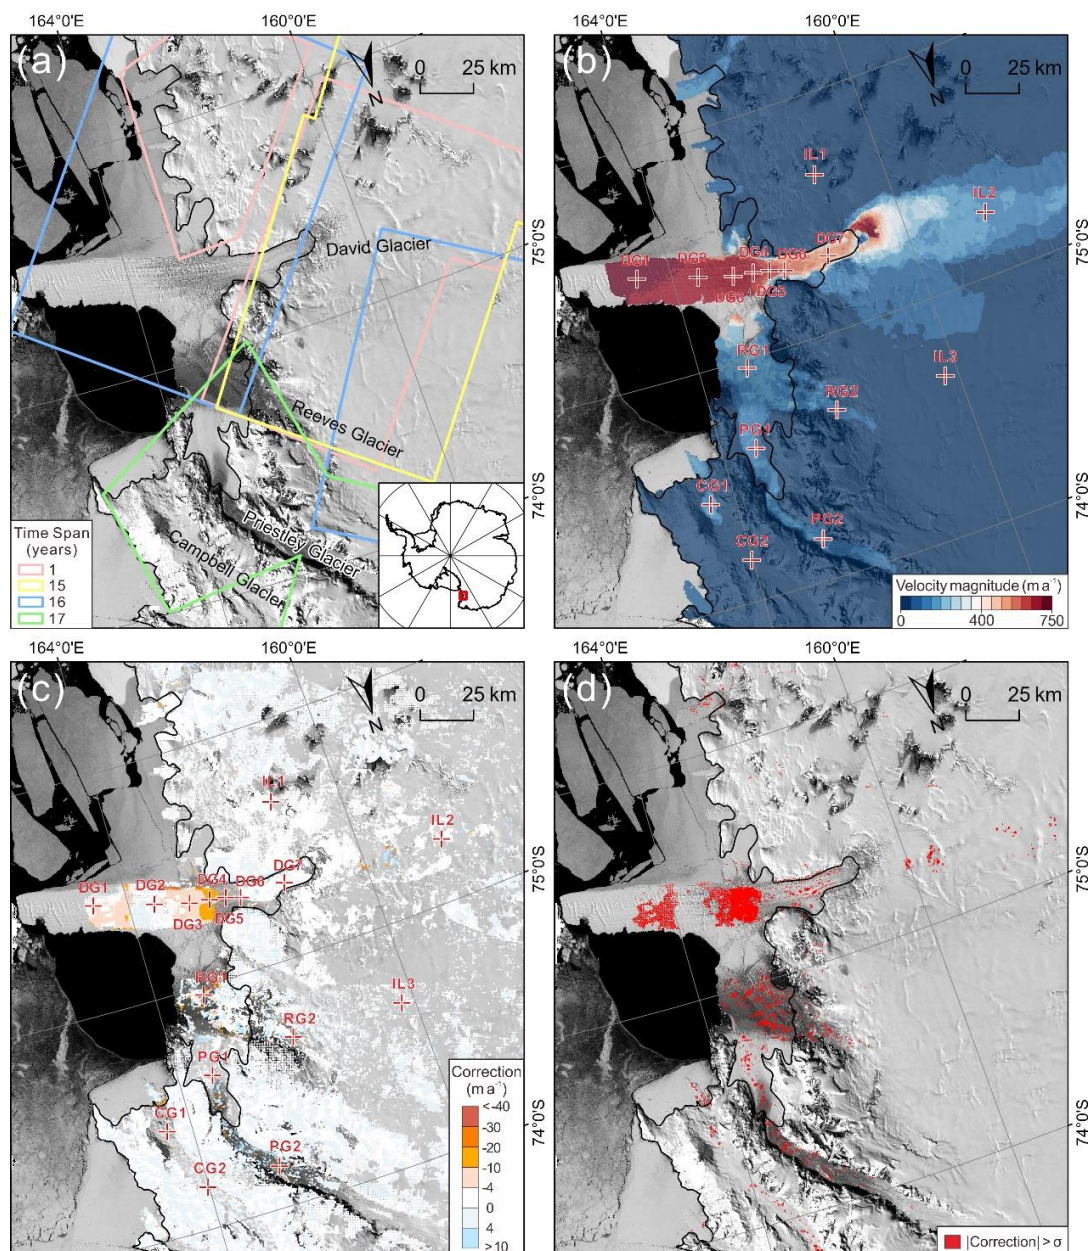 164°0'E
160°0'E
164°0'E
160°0'E
(a)
0 25 km
N
David Glacier
Reeves Glacier
Priestley Glacier
Campbell Glacier
Time Span
(years)
1
15
16
17
75°0'S
74°0'S
(b)
0 25 km
N
IL1
IL2
DG7
DG4
DG6
DG1
DG2
DG3
DG5
RG1
IL3
RG2
PG1
CG1
PG2
CG2
Velocity magnitude (m a⁻¹)
0 400 750
75°0'S
74°0'S
164°0'E
160°0'E
164°0'E
160°0'E
(c)
0 25 km
N
IL1
IL2
DG7
DG4
DG6
DG1
DG2
DG3
DG5
RG1
IL3
RG2
PG1
CG1
PG2
CG2
Correction
(m a⁻¹)
<-40
-30
-20
-10
-4
0
4
>10
75°0'S
74°0'S
(d)
0 25 km
N
|Correction| > σ
75°0'S
74°0'S